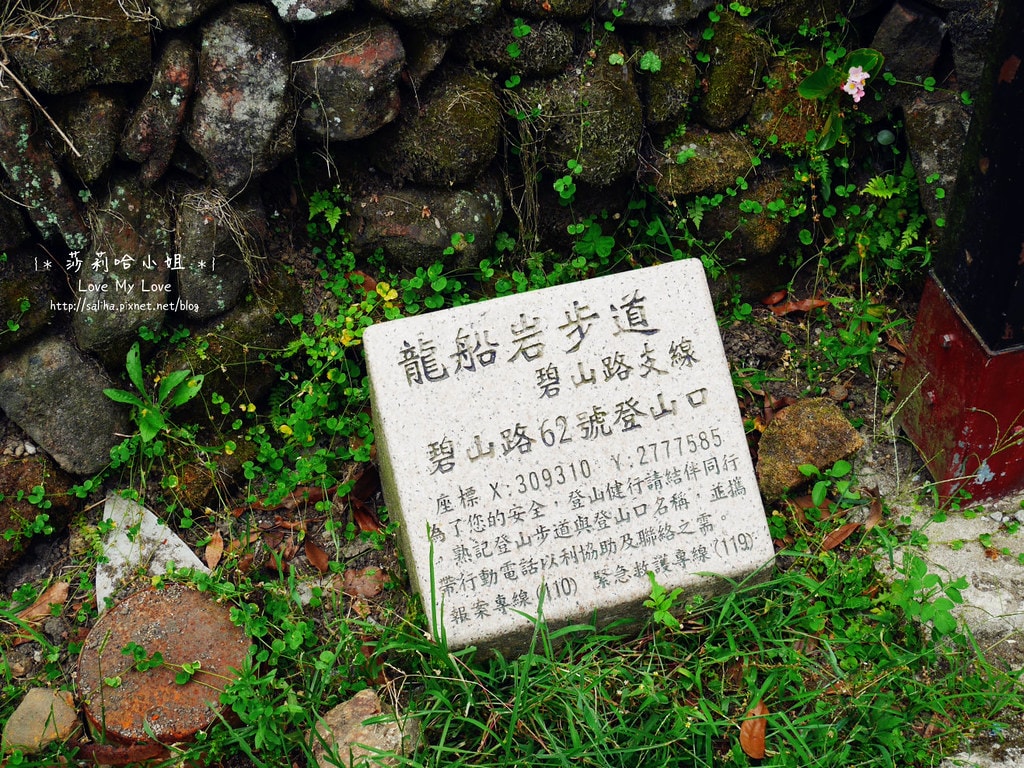 {* 莎莉哈小姐 *}
Love My Love
http://saliha.pixnet.net/blog
龍船岩步道
碧山路支線
碧山路62號登山口
座標 X:309310 Y:2777585
為了您的安全，登山健行請結伴同行
。熟記登山步道與登山口名稱，並攜
帶行動電話以利協助及聯絡之需。
報案專線(110) 緊急救護專線(119)